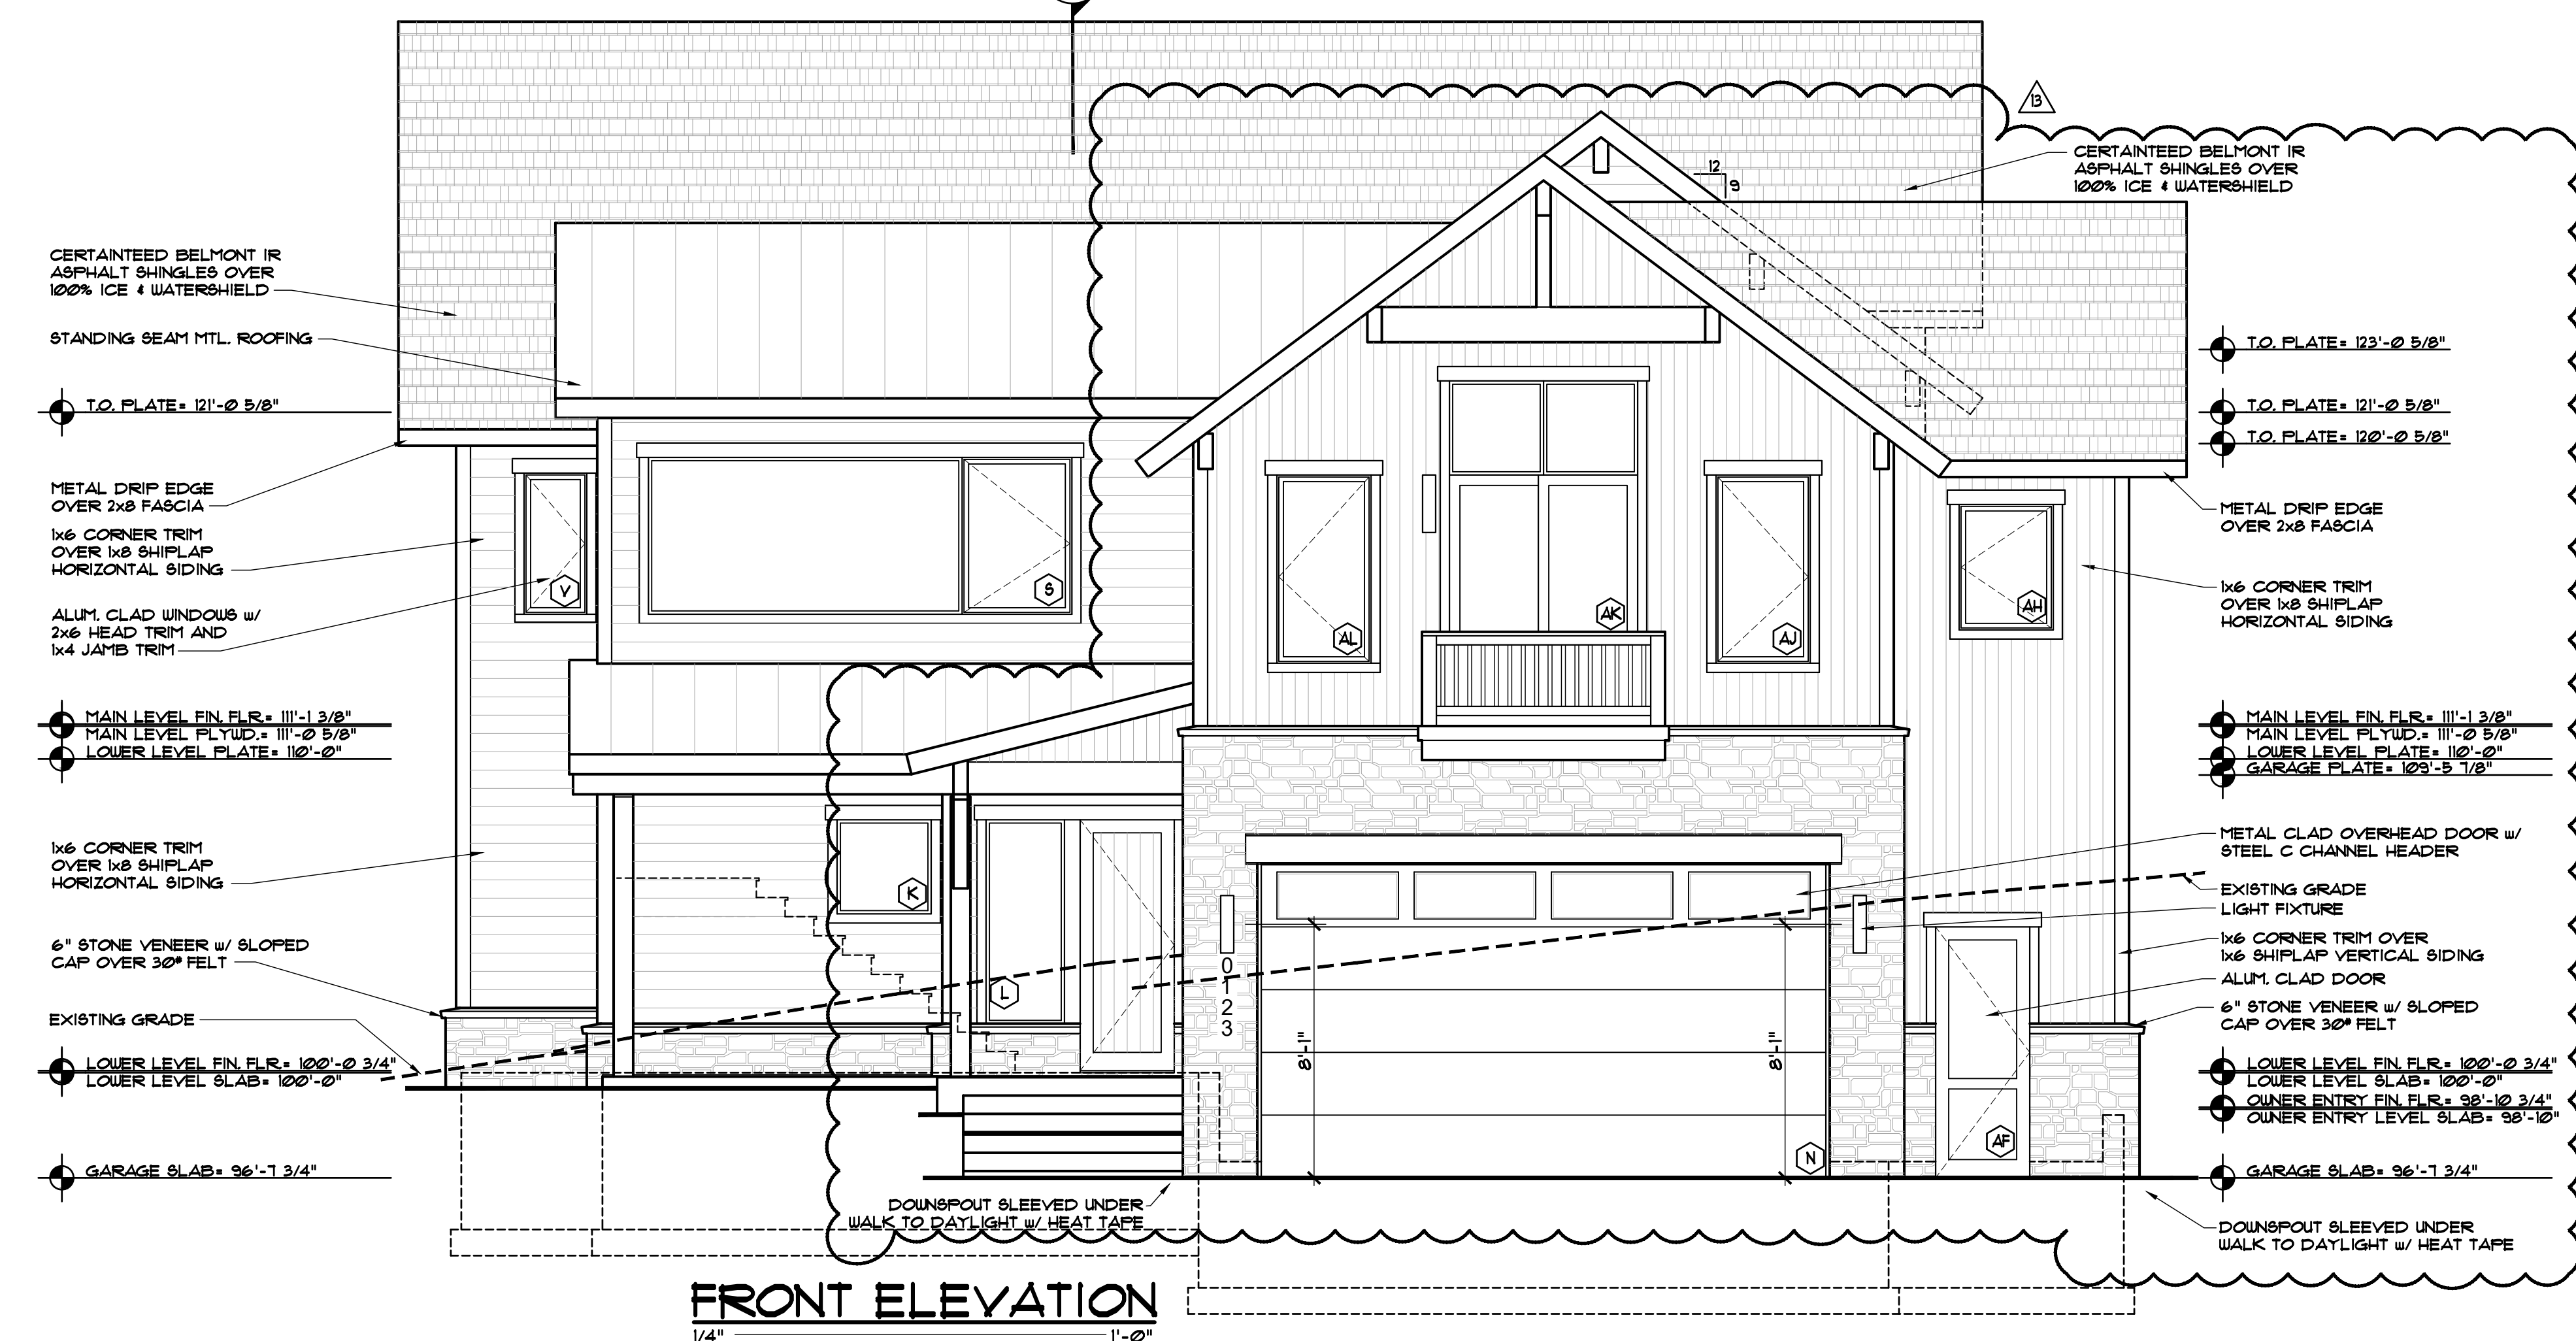 13
CERTAINTEED BELMONT IR
ASPHALT SHINGLES OVER
100% ICE & WATERSHIELD
12
9
CERTAINTEED BELMONT IR
ASPHALT SHINGLES OVER
100% ICE & WATERSHIELD
STANDING SEAM MTL. ROOFING
T.O. PLATE= 121'-0 5/8"
METAL DRIP EDGE
OVER 2x8 FASCIA
1x6 CORNER TRIM
OVER 1x8 SHIPLAP
HORIZONTAL SIDING
ALUM. CLAD WINDOWS w/
2x6 HEAD TRIM AND
1x4 JAMB TRIM
MAIN LEVEL FIN. FLR.= 111'-1 3/8"
MAIN LEVEL PLYWD.= 111'-0 5/8"
LOWER LEVEL PLATE= 110'-0"
1x6 CORNER TRIM
OVER 1x8 SHIPLAP
HORIZONTAL SIDING
6" STONE VENEER w/ SLOPED
CAP OVER 30# FELT
EXISTING GRADE
LOWER LEVEL FIN. FLR.= 100'-0 3/4"
LOWER LEVEL SLAB= 100'-0"
GARAGE SLAB= 96'-7 3/4"
V
S
AL
AK
AJ
AH
K
L
0
1
2
3
8'-1"
8'-1"
N
AF
T.O. PLATE= 123'-0 5/8"
T.O. PLATE= 121'-0 5/8"
T.O. PLATE= 120'-0 5/8"
METAL DRIP EDGE
OVER 2x8 FASCIA
1x6 CORNER TRIM
OVER 1x8 SHIPLAP
HORIZONTAL SIDING
MAIN LEVEL FIN. FLR.= 111'-1 3/8"
MAIN LEVEL PLYWD.= 111'-0 5/8"
LOWER LEVEL PLATE= 110'-0"
GARAGE PLATE= 109'-5 7/8"
METAL CLAD OVERHEAD DOOR w/
STEEL C CHANNEL HEADER
EXISTING GRADE
LIGHT FIXTURE
1x6 CORNER TRIM OVER
1x6 SHIPLAP VERTICAL SIDING
ALUM. CLAD DOOR
6" STONE VENEER w/ SLOPED
CAP OVER 30# FELT
LOWER LEVEL FIN. FLR.= 100'-0 3/4"
LOWER LEVEL SLAB= 100'-0"
OWNER ENTRY FIN. FLR.= 98'-10 3/4"
OWNER ENTRY LEVEL SLAB= 98'-10"
GARAGE SLAB= 96'-7 3/4"
DOWNSPOUT SLEEVED UNDER
WALK TO DAYLIGHT w/ HEAT TAPE
DOWNSPOUT SLEEVED UNDER
WALK TO DAYLIGHT w/ HEAT TAPE
FRONT ELEVATION
1/4" 1'-0"